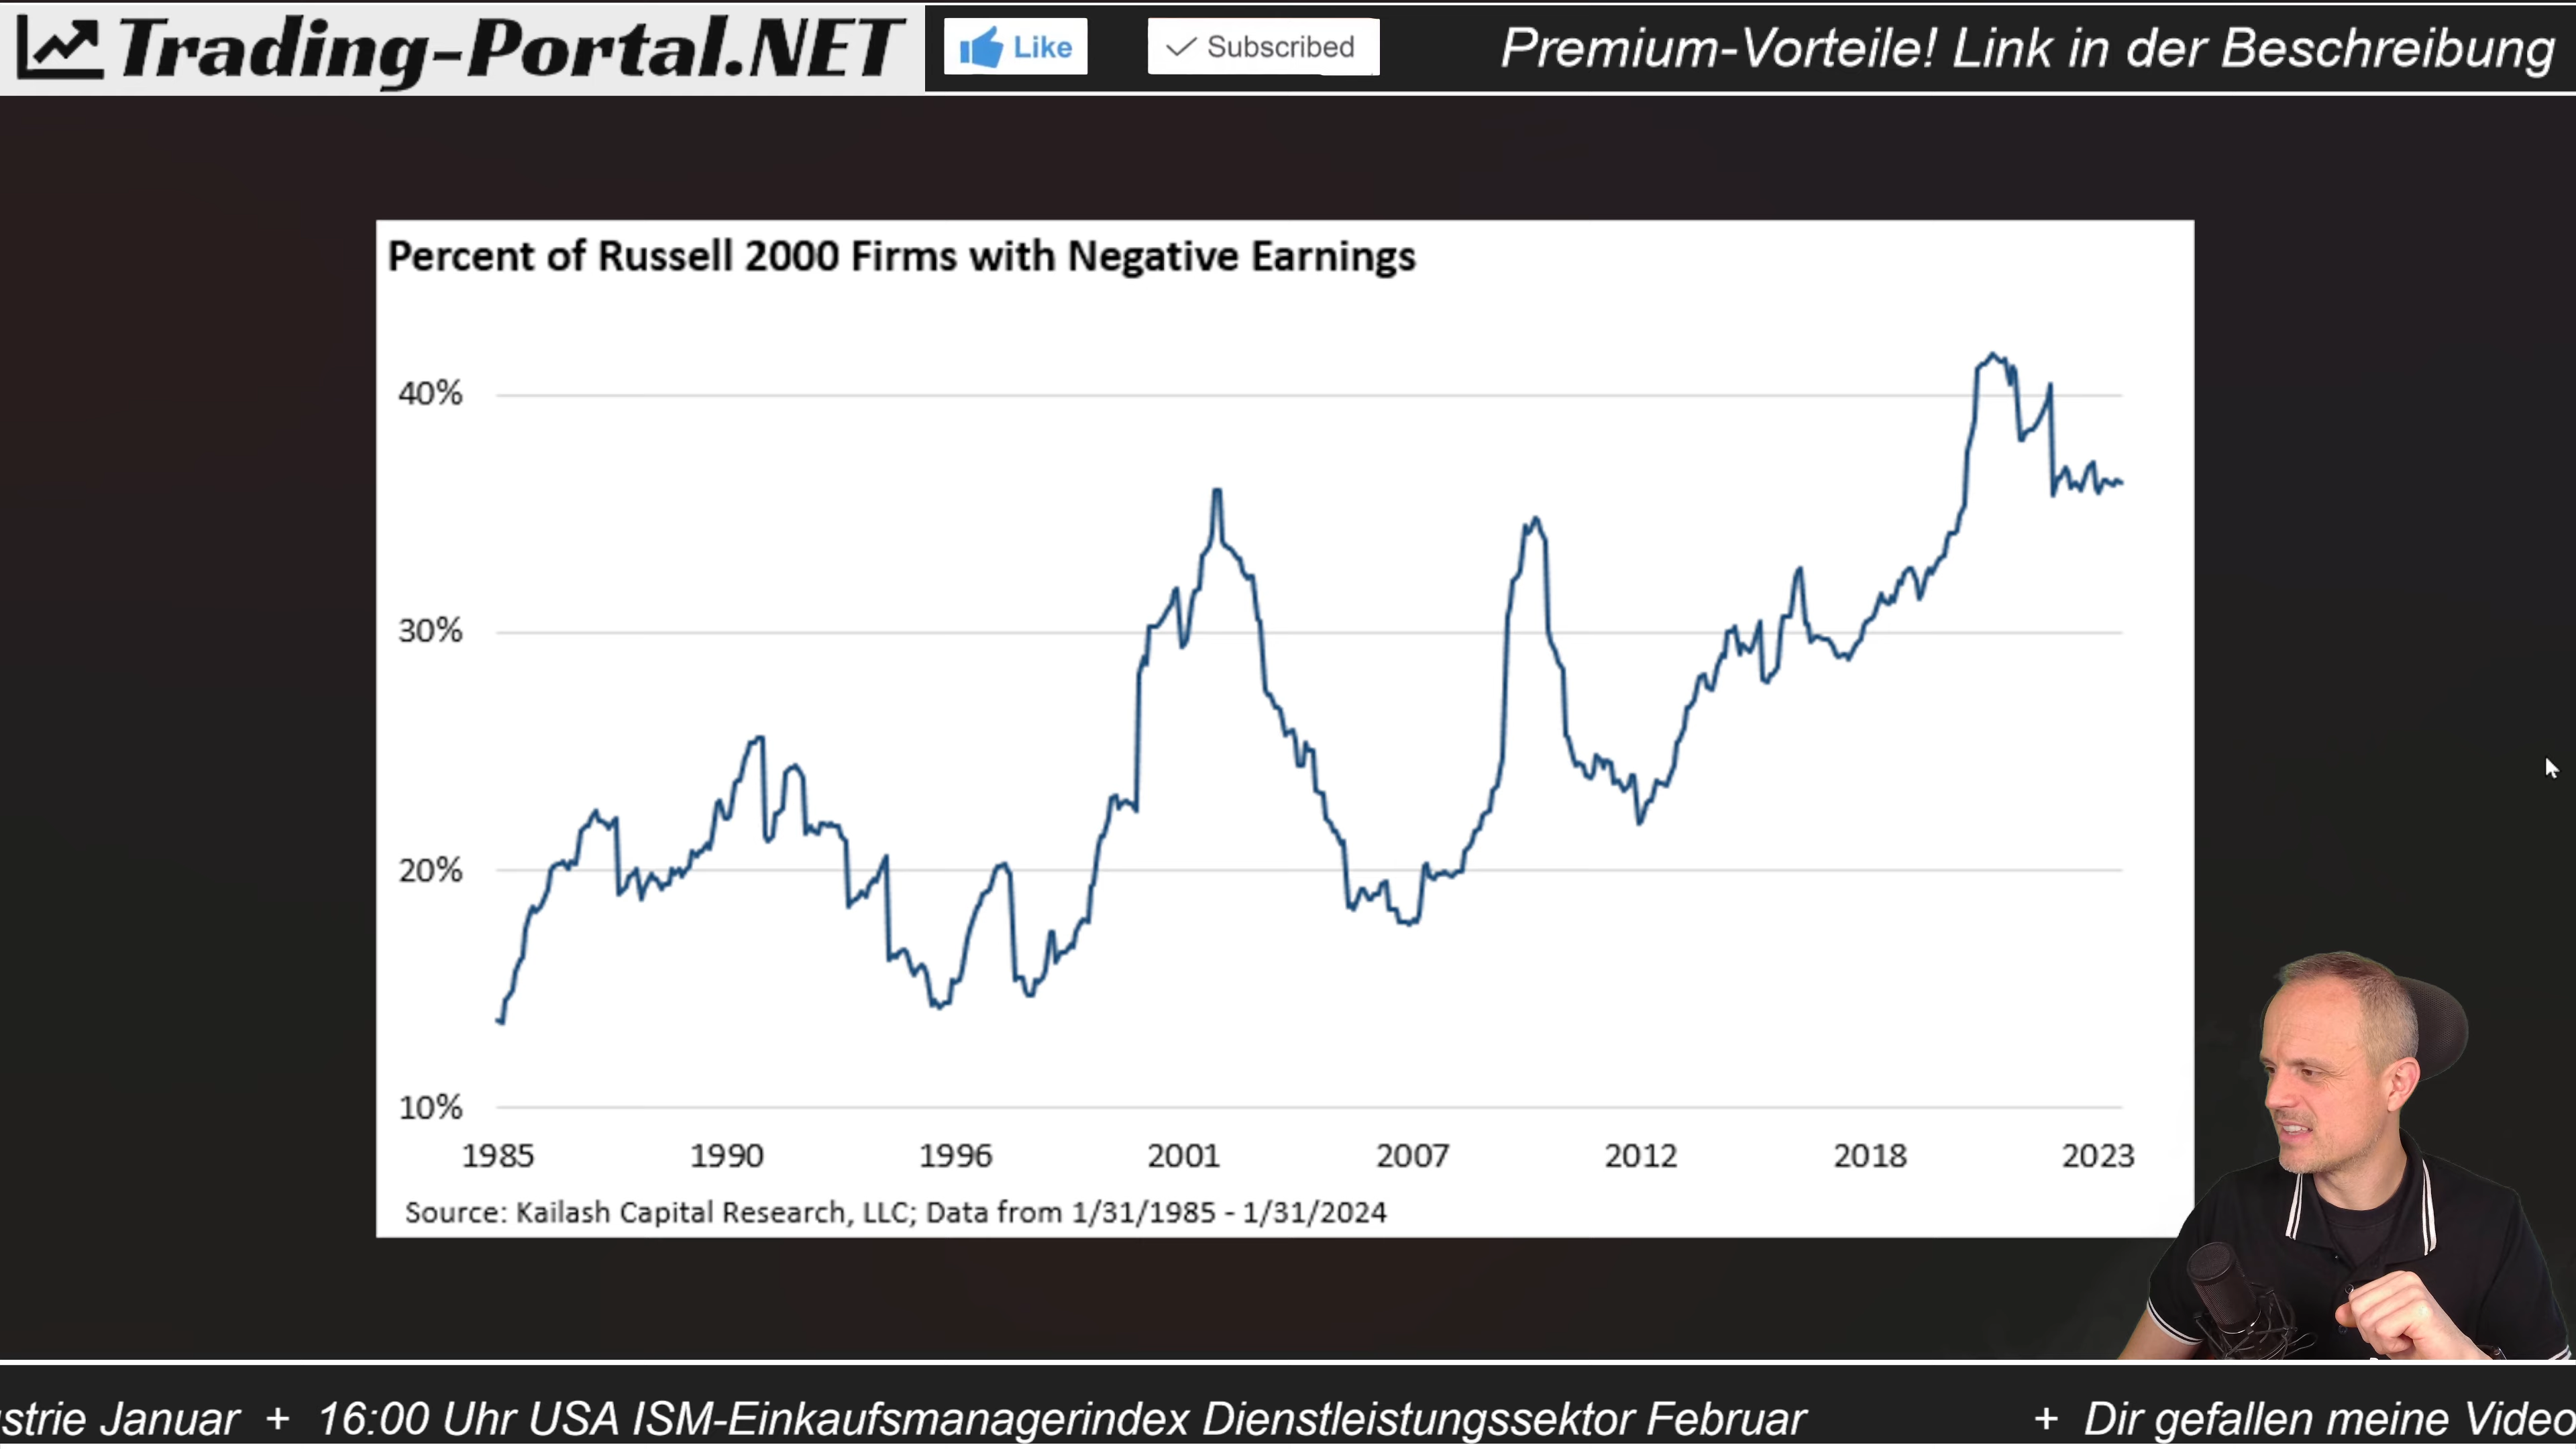 Trading-Portal.NET
Like
Subscribed
Premium-Vorteile! Link in der Beschreibung
Percent of Russell 2000 Firms with Negative Earnings
40%
30%
20%
10%
1985 1990 1996 2001 2007 2012 2018 2023
Source: Kailash Capital Research, LLC; Data from 1/31/1985 - 1/31/2024
strie Januar + 16:00 Uhr USA ISM-Einkaufsmanagerindex Dienstleistungssektor Februar + Dir gefallen meine Video